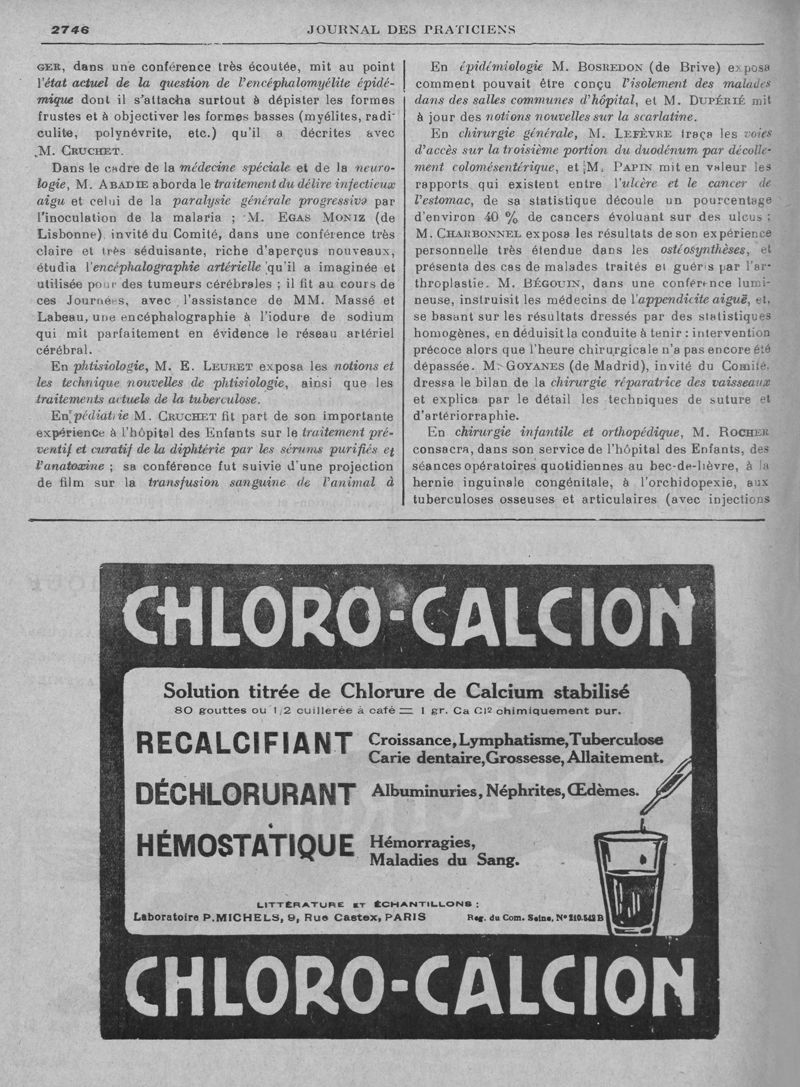 2746
JOURNAL DES PRATICIENS
GER, dans une conférence très écoutée, mit au point
l'état actuel de la question de l'encéphalomyélite épidé-
mique dont il s'attacha surtout à dépister les formes
frustes et à objectiver les formes basses (myélites, radi-
culite, polynévrite, etc.) qu'il a décrites avec
M. CRUCHET.
Dans le cadre de la médecine spéciale et de la neuro-
logie, M. ABADIE aborda le traitement du délire infectieux
aigu et celui de la paralysie générale progressive par
l'inoculation de la malaria ; M. EGAS MONIZ (de
Lisbonne) invité du Comité, dans une conférence très
claire et très séduisante, riche d'aperçus nouveaux,
étudia l'encéphalographie artérielle qu'il a imaginée et
utilisée pour des tumeurs cérébrales ; il fit au cours de
ces Journées, avec l'assistance de MM. Massé et
Labeau, une encéphalographie à l'iodure de sodium
qui mit parfaitement en évidence le réseau artériel
cérébral.
En phtisiologie, M. E. LEURET exposa les notions et
les technique nouvelles de phtisiologie, ainsi que les
traitements actuels de la tuberculose.
En pédiatrie M. CRUCHET fit part de son importante
expérience à l'hôpital des Enfants sur le traitement pré-
ventif et curatif de la diphtérie par les sérums purifiés et
l'anatoxine ; sa conférence fut suivie d'une projection
de film sur la transfusion sanguine de l'animal à
En épidémiologie M. BOSREDON (de Brive) exposa
comment pouvait être conçu l'isolement des malades
dans des salles communes d'hôpital, et M. DUPÉRIÉ mit
à jour des notions nouvelles sur la scarlatine.
En chirurgie générale, M. LEFÈVRE traça les voies
d'accès sur la troisième portion du duodénum par décolle-
ment colomésentérique, et M. PAPIN mit en valeur les
rapports qui existent entre l'ulcère et le cancer de
l'estomac, de sa statistique découle un pourcentage
d'environ 40 % de cancers évoluant sur des ulcus ;
M. CHARBONNEL exposa les résultats de son expérience
personnelle très étendue dans les ostéosynthèses, et
présenta des cas de malades traités et guéris par l'ar-
throplastie. M. BÉGOUIN, dans une conférence lumi-
neuse, instruisit les médecins de l'appendicite aiguë, et,
se basant sur les résultats dressés par des statistiques
homogènes, en déduisit la conduite à tenir : intervention
précoce alors que l'heure chirurgicale n'a pas encore été
dépassée. M. GOYANES (de Madrid), invité du Comité,
dressa le bilan de la chirurgie réparatrice des vaisseaux
et explica par le détail les techniques de suture et
d'artériorraphie.
En chirurgie infantile et orthopédique, M. ROCHER
consacra, dans son service de l'hôpital des Enfants, des
séances opératoires quotidiennes au bec-de-lièvre, à la
hernie inguinale congénitale, à l'orchidopexie, aux
tuberculoses osseuses et articulaires (avec injections
CHLORO-CALCION
Solution titrée de Chlorure de Calcium stabilisé
80 gouttes ou 1/2 cuillerée à café = 1 gr. Ca Cl² chimiquement pur.
RECALCIFIANT
Croissance, Lymphatisme, Tuberculose
Carie dentaire, Grossesse, Allaitement.
DÉCHLORURANT
Albuminuries, Néphrites, Œdèmes.
HÉMOSTATIQUE
Hémorragies,
Maladies du Sang.
LITTÉRATURE ET ÉCHANTILLONS :
Laboratoire P. MICHELS, 9, Rue Castex, PARIS
Reg. du Com. Seine, N° 210.542 B
CHLORO-CALCION